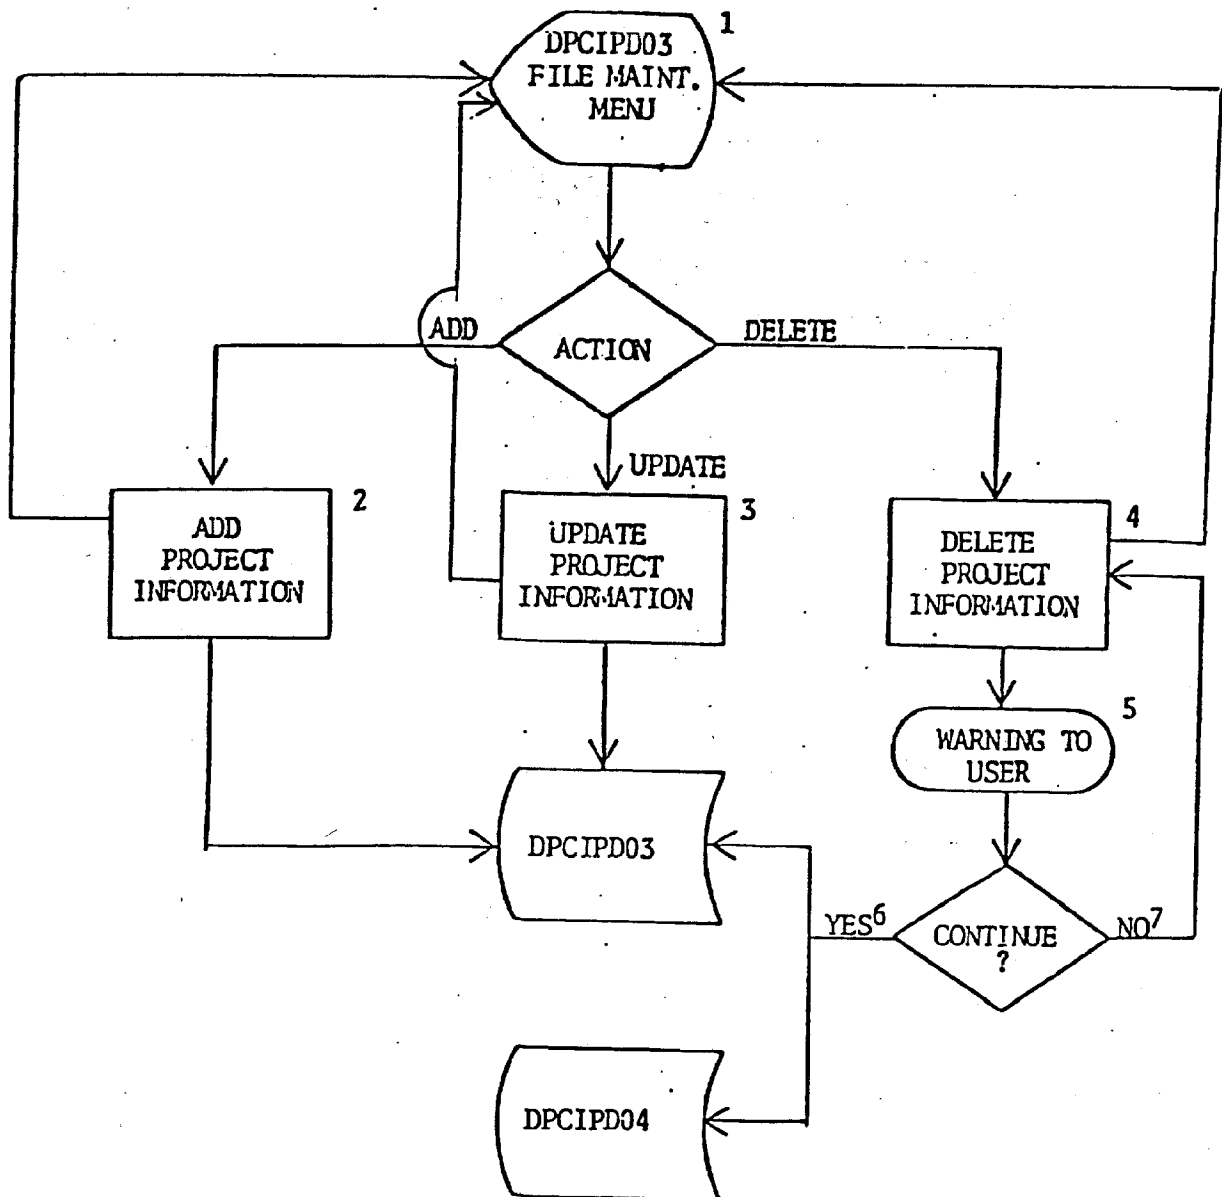 1
DPCIPD03
FILE MAINT.
MENU
ADD
ACTION
DELETE
UPDATE
2
ADD
PROJECT
INFORMATION
3
UPDATE
PROJECT
INFORMATION
4
DELETE
PROJECT
INFORMATION
5
WARNING TO
USER
DPCIPD03
YES6
CONTINUE
?
NO7
DPCIPD04